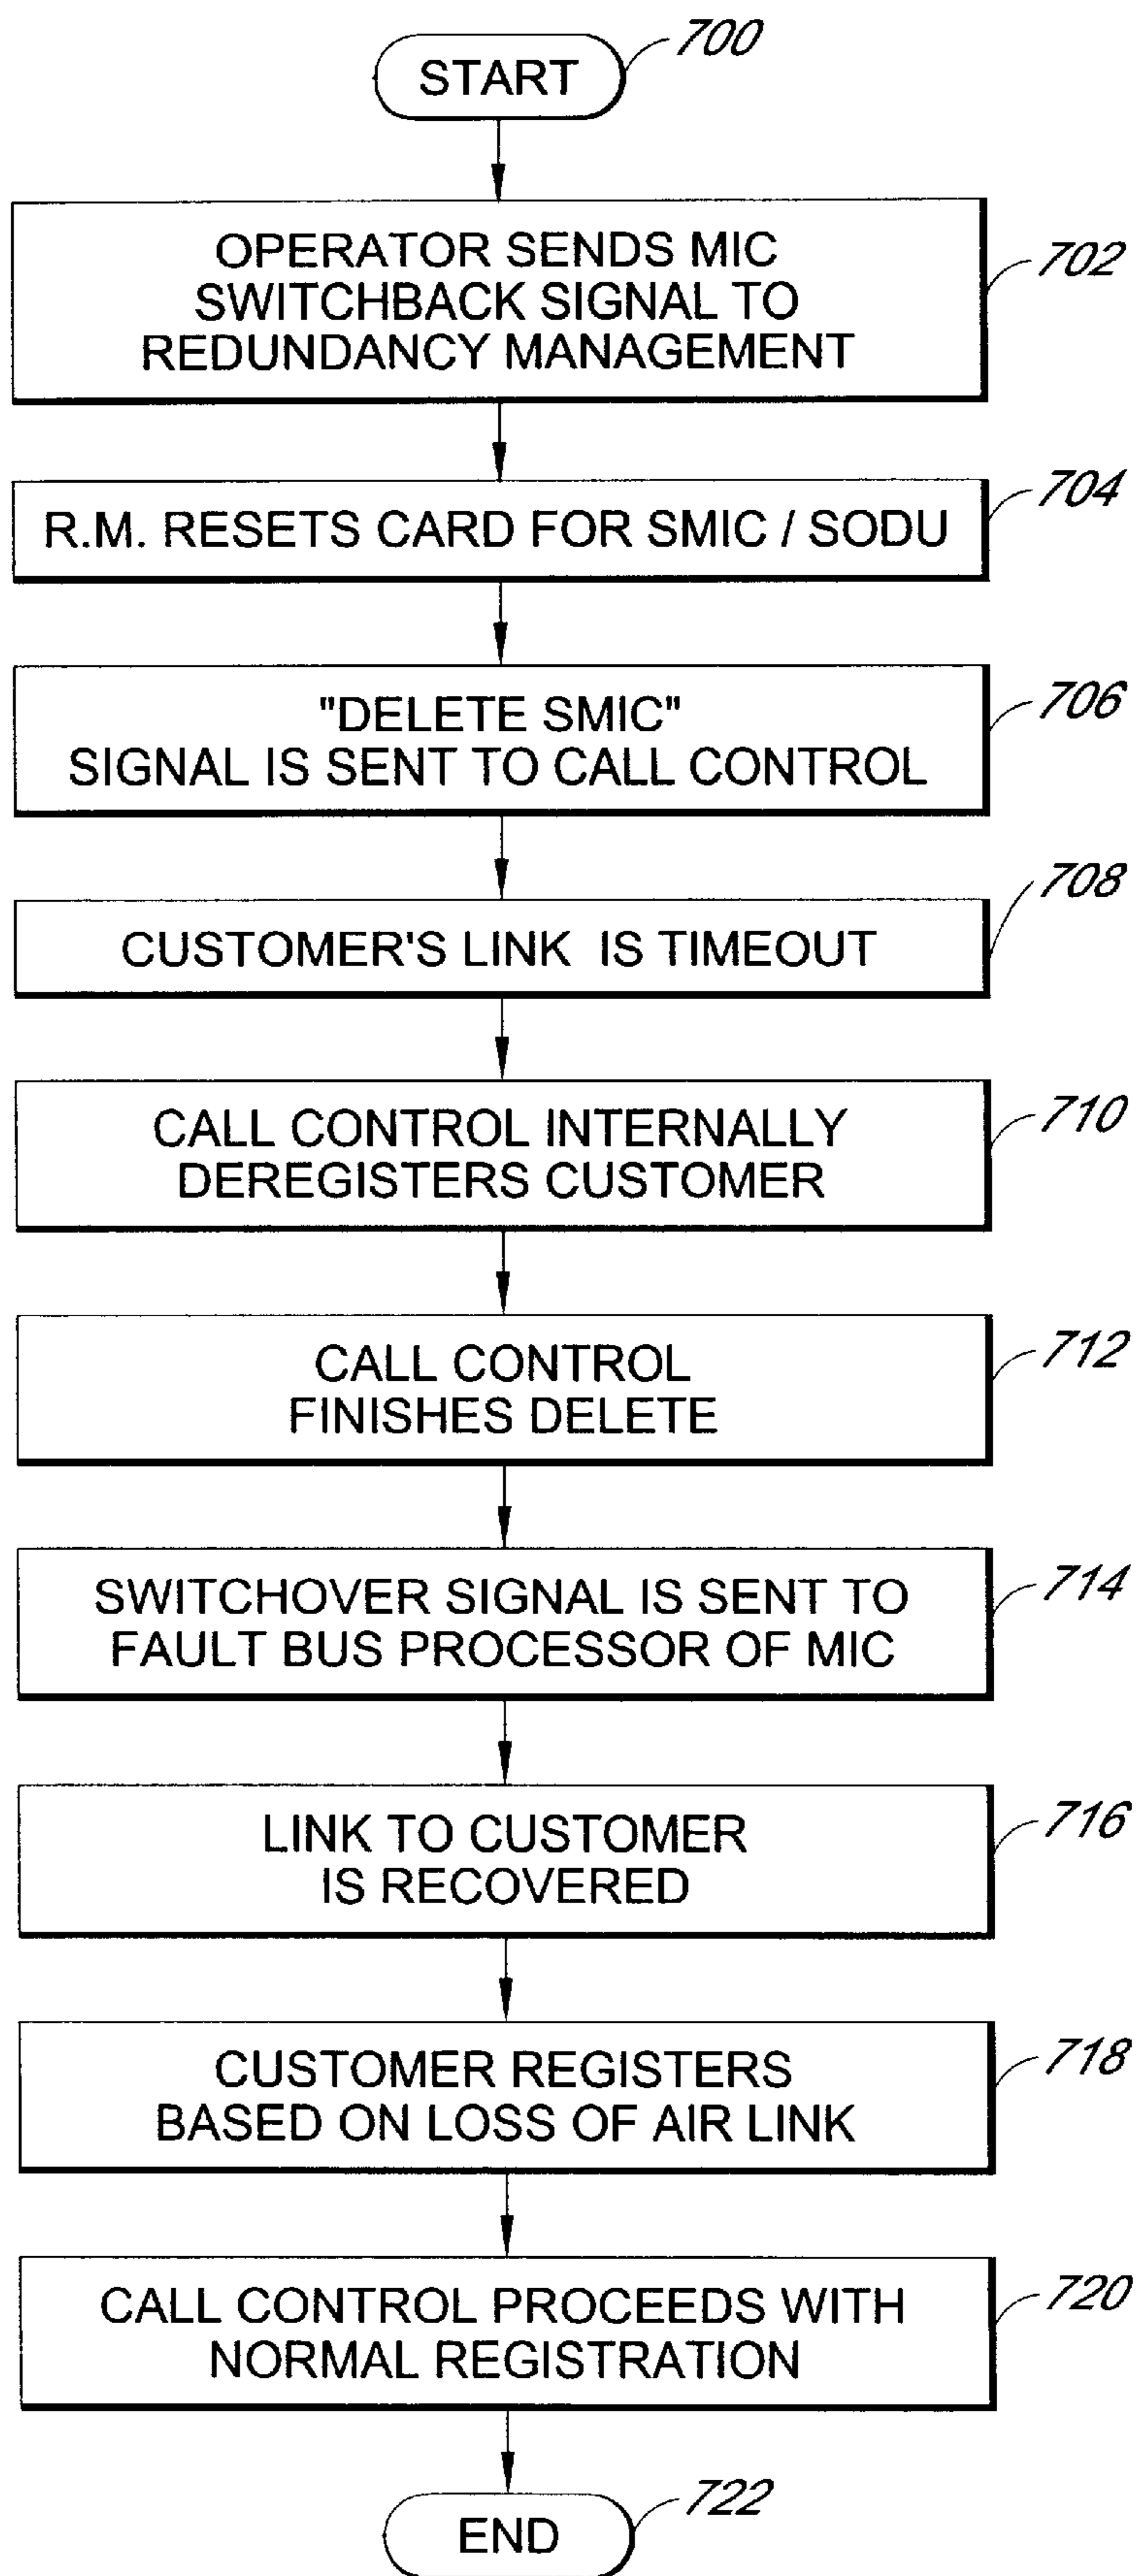 START
700
OPERATOR SENDS MIC
SWITCHBACK SIGNAL TO
REDUNDANCY MANAGEMENT
702
R.M. RESETS CARD FOR SMIC / SODU
704
"DELETE SMIC"
SIGNAL IS SENT TO CALL CONTROL
706
CUSTOMER'S LINK IS TIMEOUT
708
CALL CONTROL INTERNALLY
DEREGISTERS CUSTOMER
710
CALL CONTROL
FINISHES DELETE
712
SWITCHOVER SIGNAL IS SENT TO
FAULT BUS PROCESSOR OF MIC
714
LINK TO CUSTOMER
IS RECOVERED
716
CUSTOMER REGISTERS
BASED ON LOSS OF AIR LINK
718
CALL CONTROL PROCEEDS WITH
NORMAL REGISTRATION
720
END
722